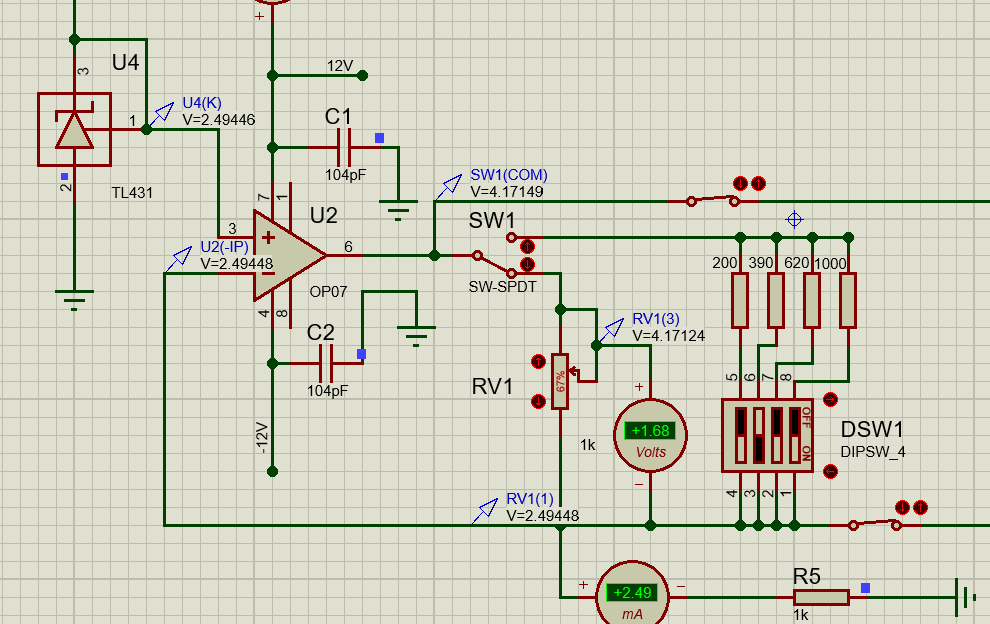 +
12V
U4
3
1
U4(K)
V=2.49446
C1
104pF
2
TL431
SW1(COM)
V=4.17149
7
1
U2
SW1
3
+
U2(-IP)
V=2.49448
−
6
200
390
620
1000
SW-SPDT
OP07
4
8
C2
RV1(3)
V=4.17124
104pF
RV1
67%
+
5
6
7
8
OFF
ON
DSW1
DIPSW_4
+1.68
Volts
1k
-12V
−
4
3
2
1
RV1(1)
V=2.49448
+
+2.49
mA
−
R5
1k